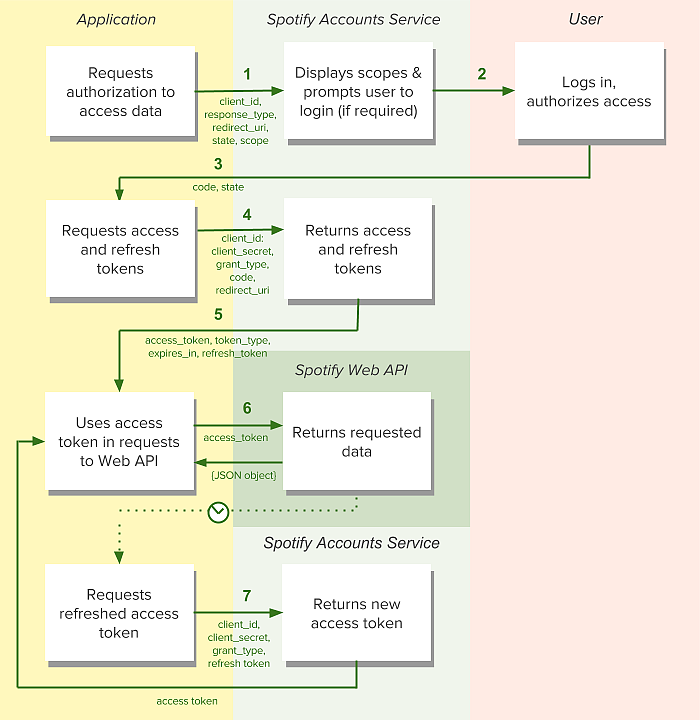 Application
Spotify Accounts Service
User
Requests
authorization to
access data
1
client_id,
response_type,
redirect_uri,
state, scope
Displays scopes &
prompts user to
login (if required)
2
Logs in,
authorizes access
3
code, state
Requests access
and refresh
tokens
4
client_id:
client_secret,
grant_type,
code,
redirect_uri
Returns access
and refresh
tokens
5
access_token, token_type,
expires_in, refresh_token
Spotify Web API
Uses access
token in requests
to Web API
6
access_token
{JSON object}
Returns requested
data
Spotify Accounts Service
Requests
refreshed access
token
7
client_id,
client_secret,
grant_type,
refresh token
Returns new
access token
access token